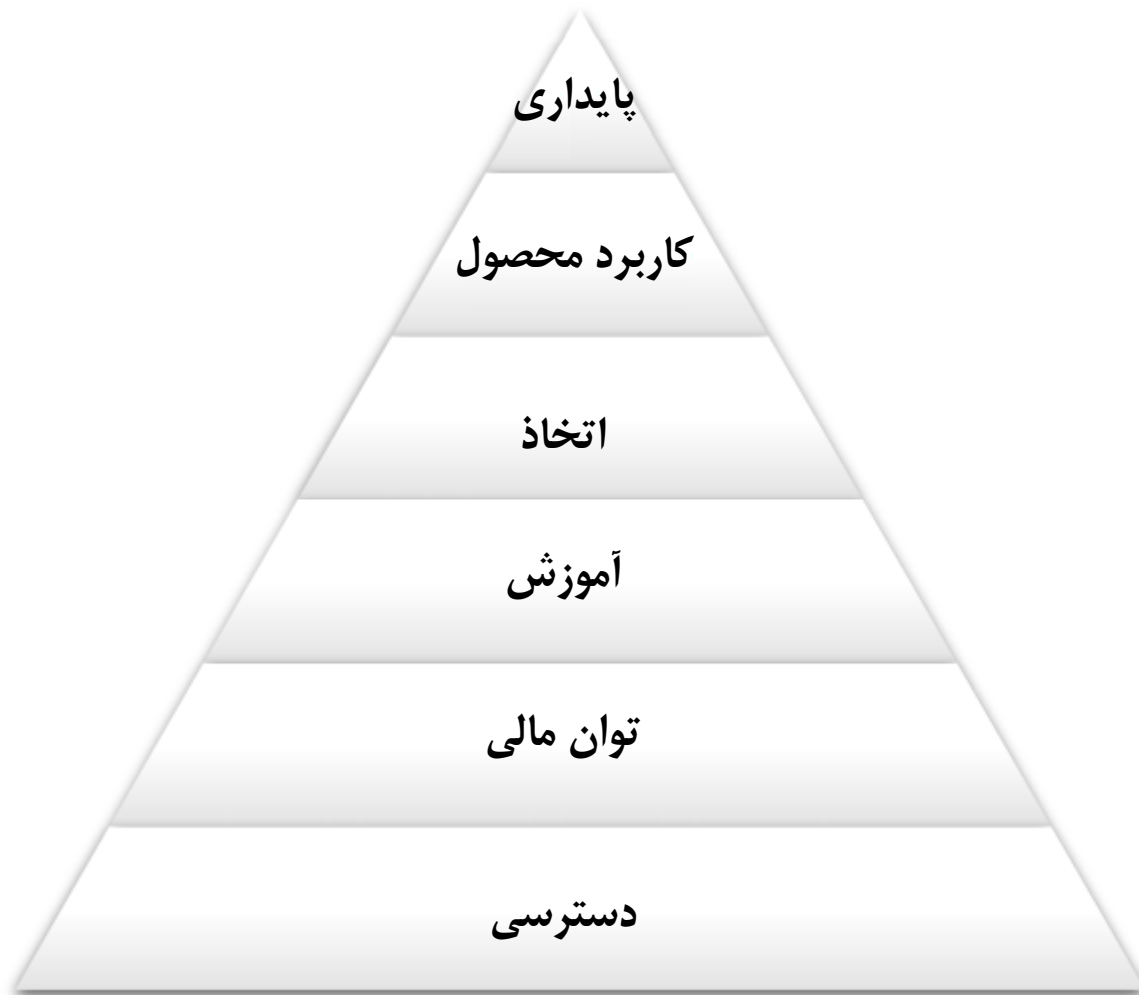 پایداری
کاربرد محصول
اتخاذ
آموزش
توان مالی
دسترسی